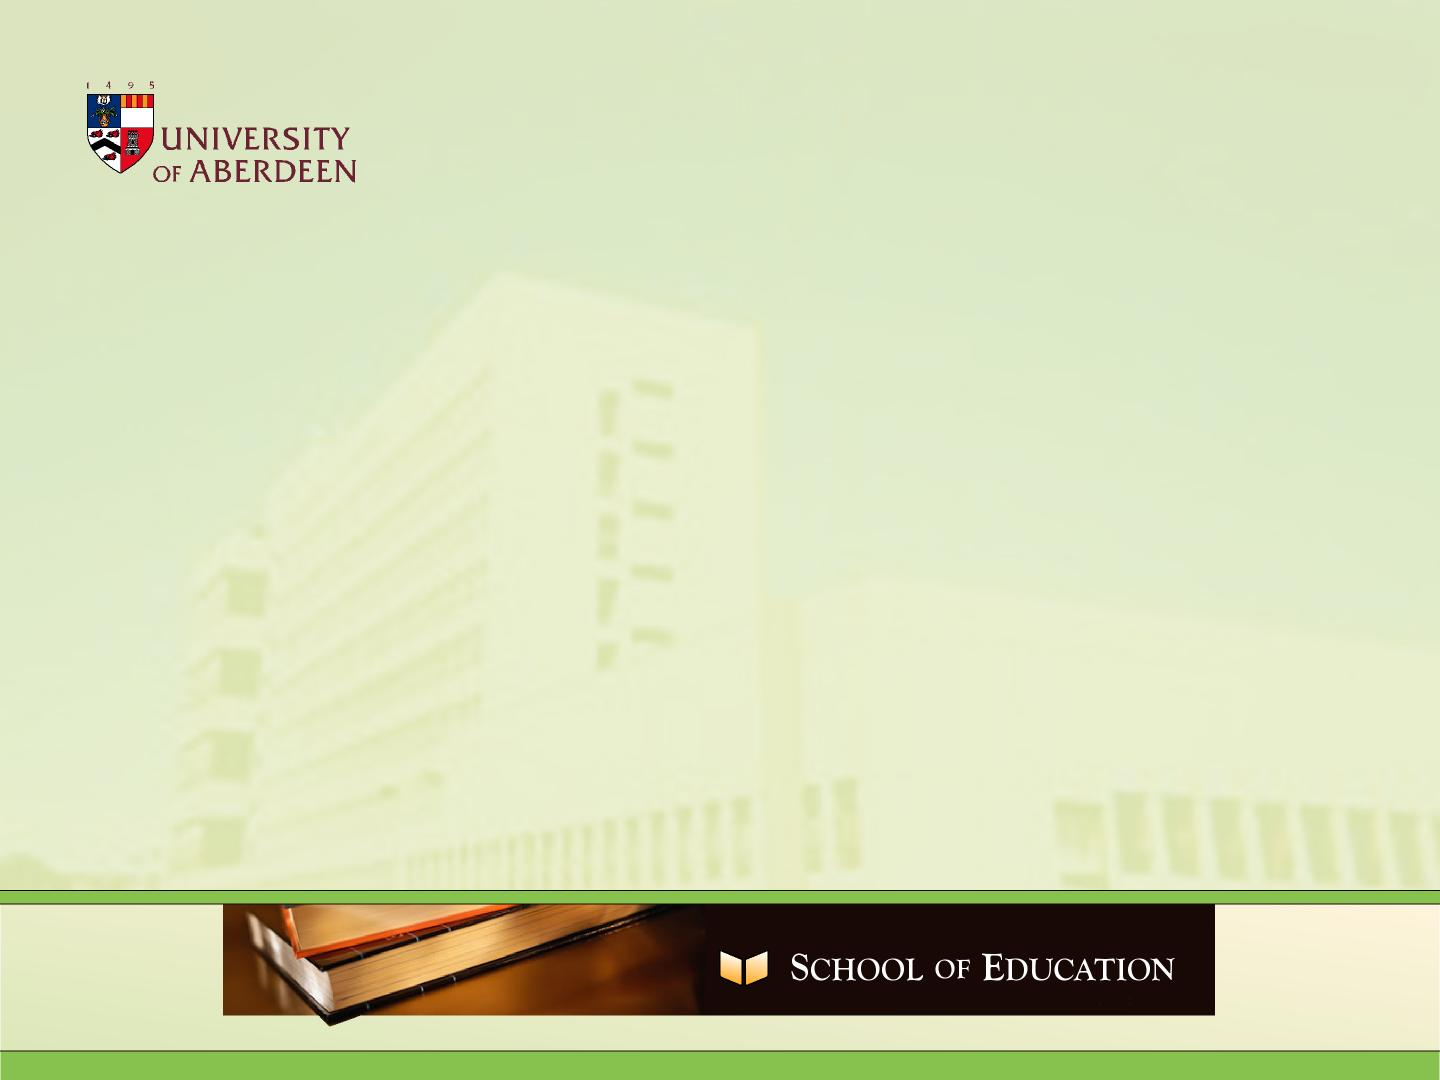 1 4 9 5
UNIVERSITY
OF ABERDEEN
SCHOOL OF EDUCATION